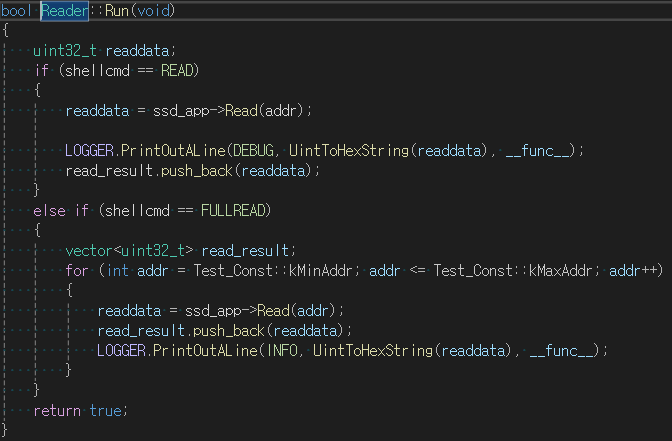 bool Reader::Run(void)
{
    uint32_t readdata;
    if (shellcmd == READ)
    {
        readdata = ssd_app->Read(addr);

        LOGGER.PrintOutALine(DEBUG, UintToHexString(readdata), __func__);
        read_result.push_back(readdata);
    }
    else if (shellcmd == FULLREAD)
    {
        vector<uint32_t> read_result;
        for (int addr = Test_Const::kMinAddr; addr <= Test_Const::kMaxAddr; addr++)
        {
            readdata = ssd_app->Read(addr);
            read_result.push_back(readdata);
            LOGGER.PrintOutALine(INFO, UintToHexString(readdata), __func__);
        }
    }
    return true;
}